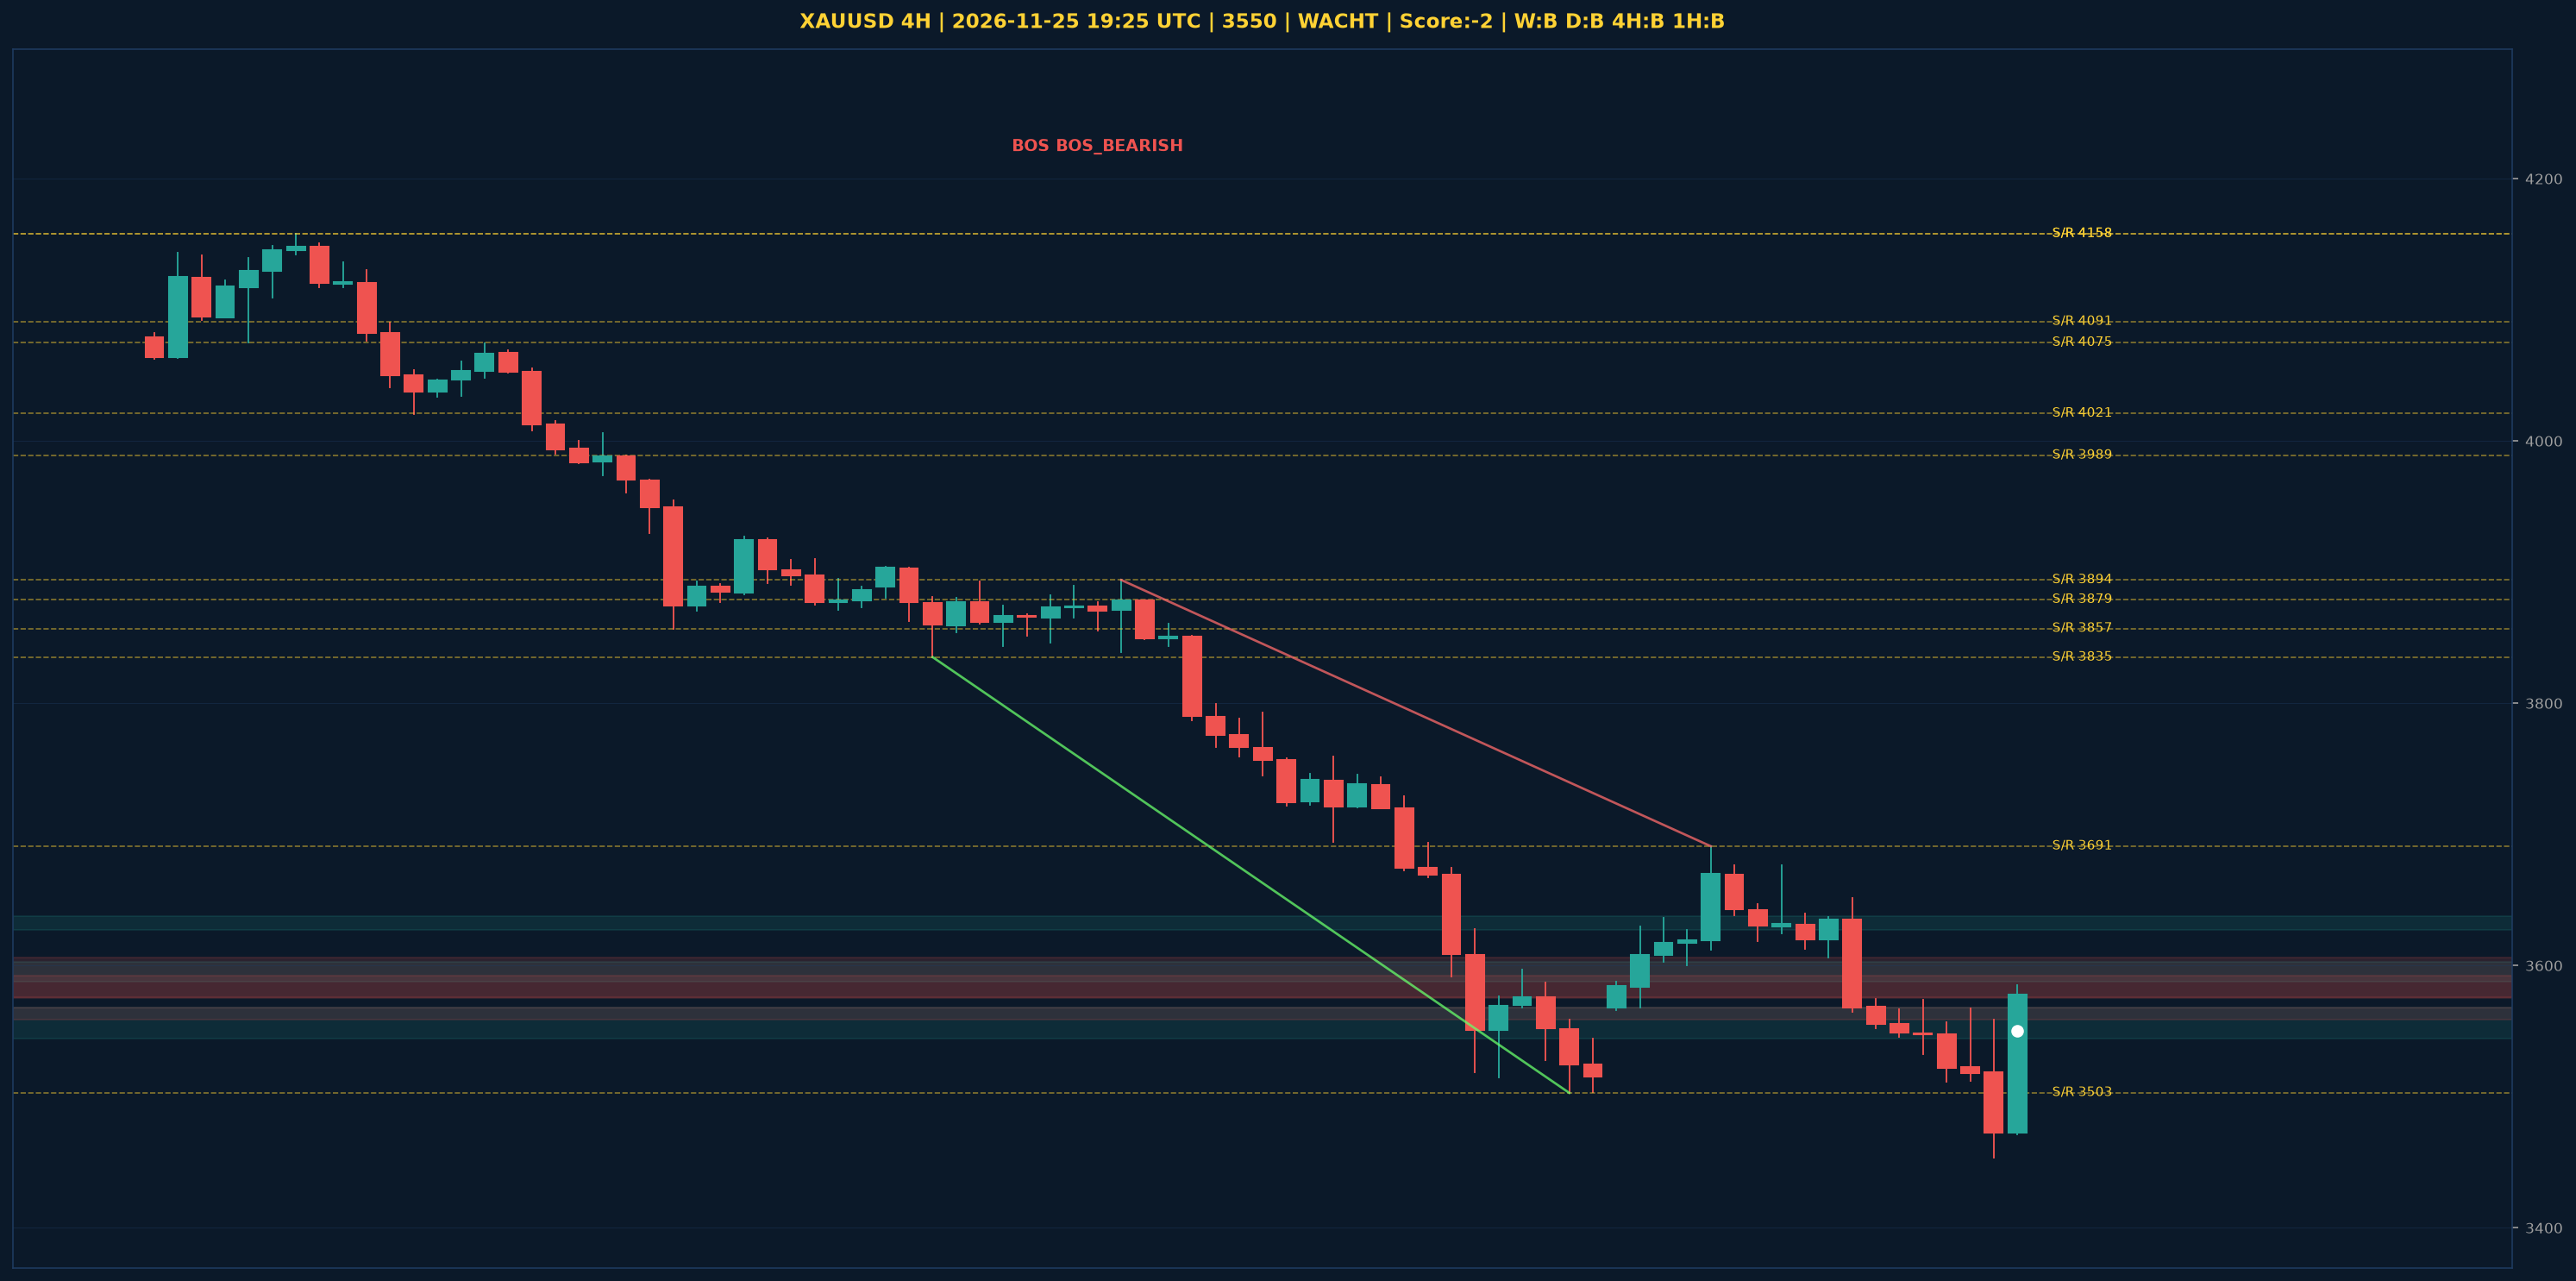 XAUUSD 4H | 2026-11-25 19:25 UTC | 3550 | WACHT | Score:-2 | W:B D:B 4H:B 1H:B
BOS BOS_BEARISH
4200
S/R 4158
S/R 4091
S/R 4075
S/R 4021
4000
S/R 3989
S/R 3894
S/R 3879
S/R 3857
S/R 3835
3800
S/R 3691
3600
S/R 3503
3400